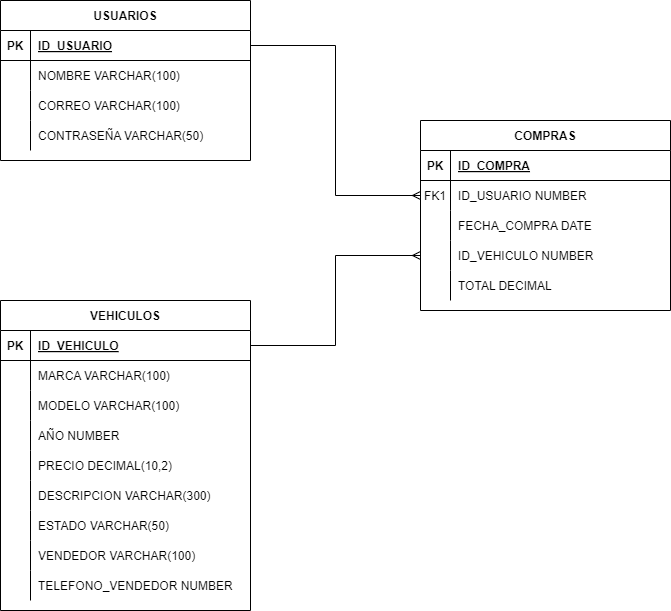 USUARIOS
PK ID_USUARIO
NOMBRE VARCHAR(100)
CORREO VARCHAR(100)
CONTRASEÑA VARCHAR(50)
COMPRAS
PK ID_COMPRA
FK1 ID_USUARIO NUMBER
FECHA_COMPRA DATE
ID_VEHICULO NUMBER
TOTAL DECIMAL
VEHICULOS
PK ID_VEHICULO
MARCA VARCHAR(100)
MODELO VARCHAR(100)
AÑO NUMBER
PRECIO DECIMAL(10,2)
DESCRIPCION VARCHAR(300)
ESTADO VARCHAR(50)
VENDEDOR VARCHAR(100)
TELEFONO_VENDEDOR NUMBER